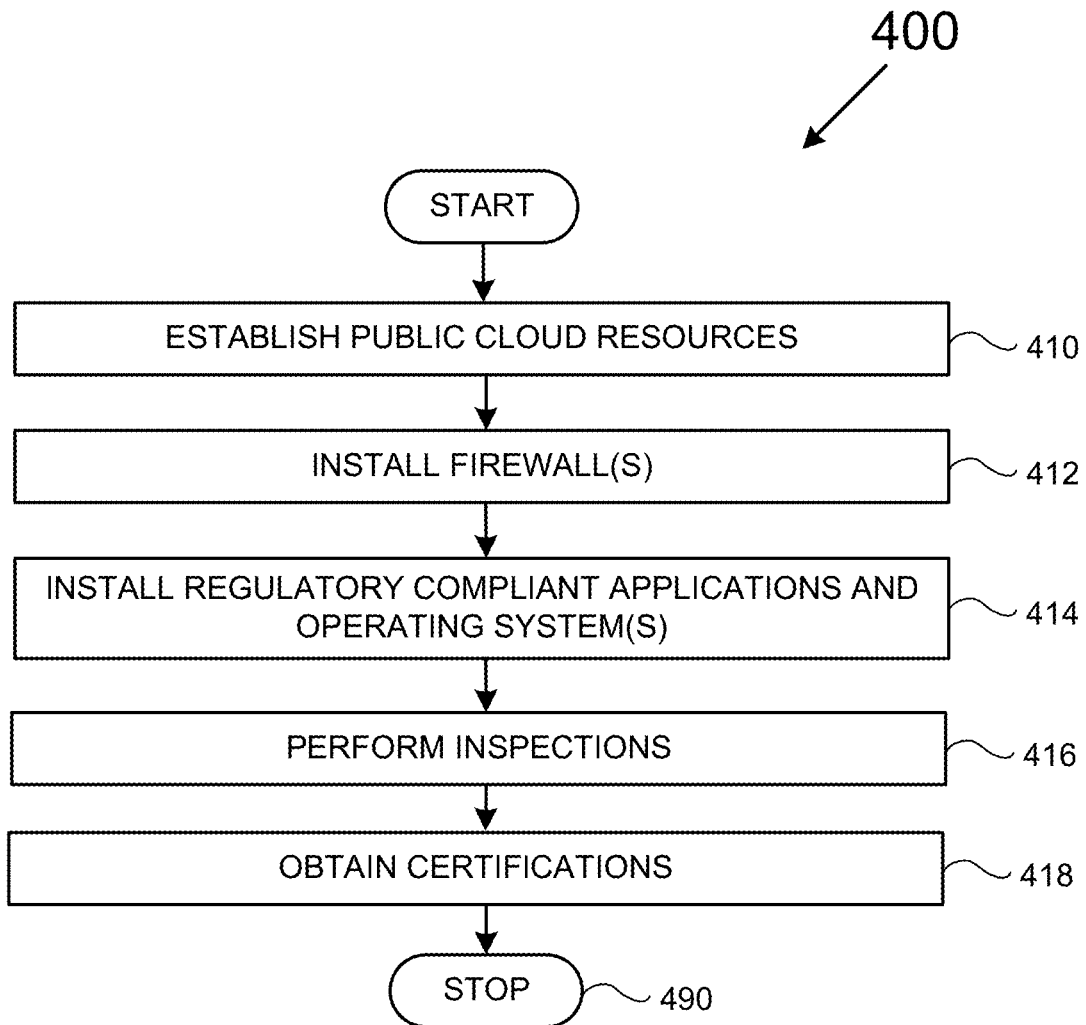 400
START
ESTABLISH PUBLIC CLOUD RESOURCES
410
INSTALL FIREWALL(S)
412
INSTALL REGULATORY COMPLIANT APPLICATIONS AND
OPERATING SYSTEM(S)
414
PERFORM INSPECTIONS
416
OBTAIN CERTIFICATIONS
418
STOP
490